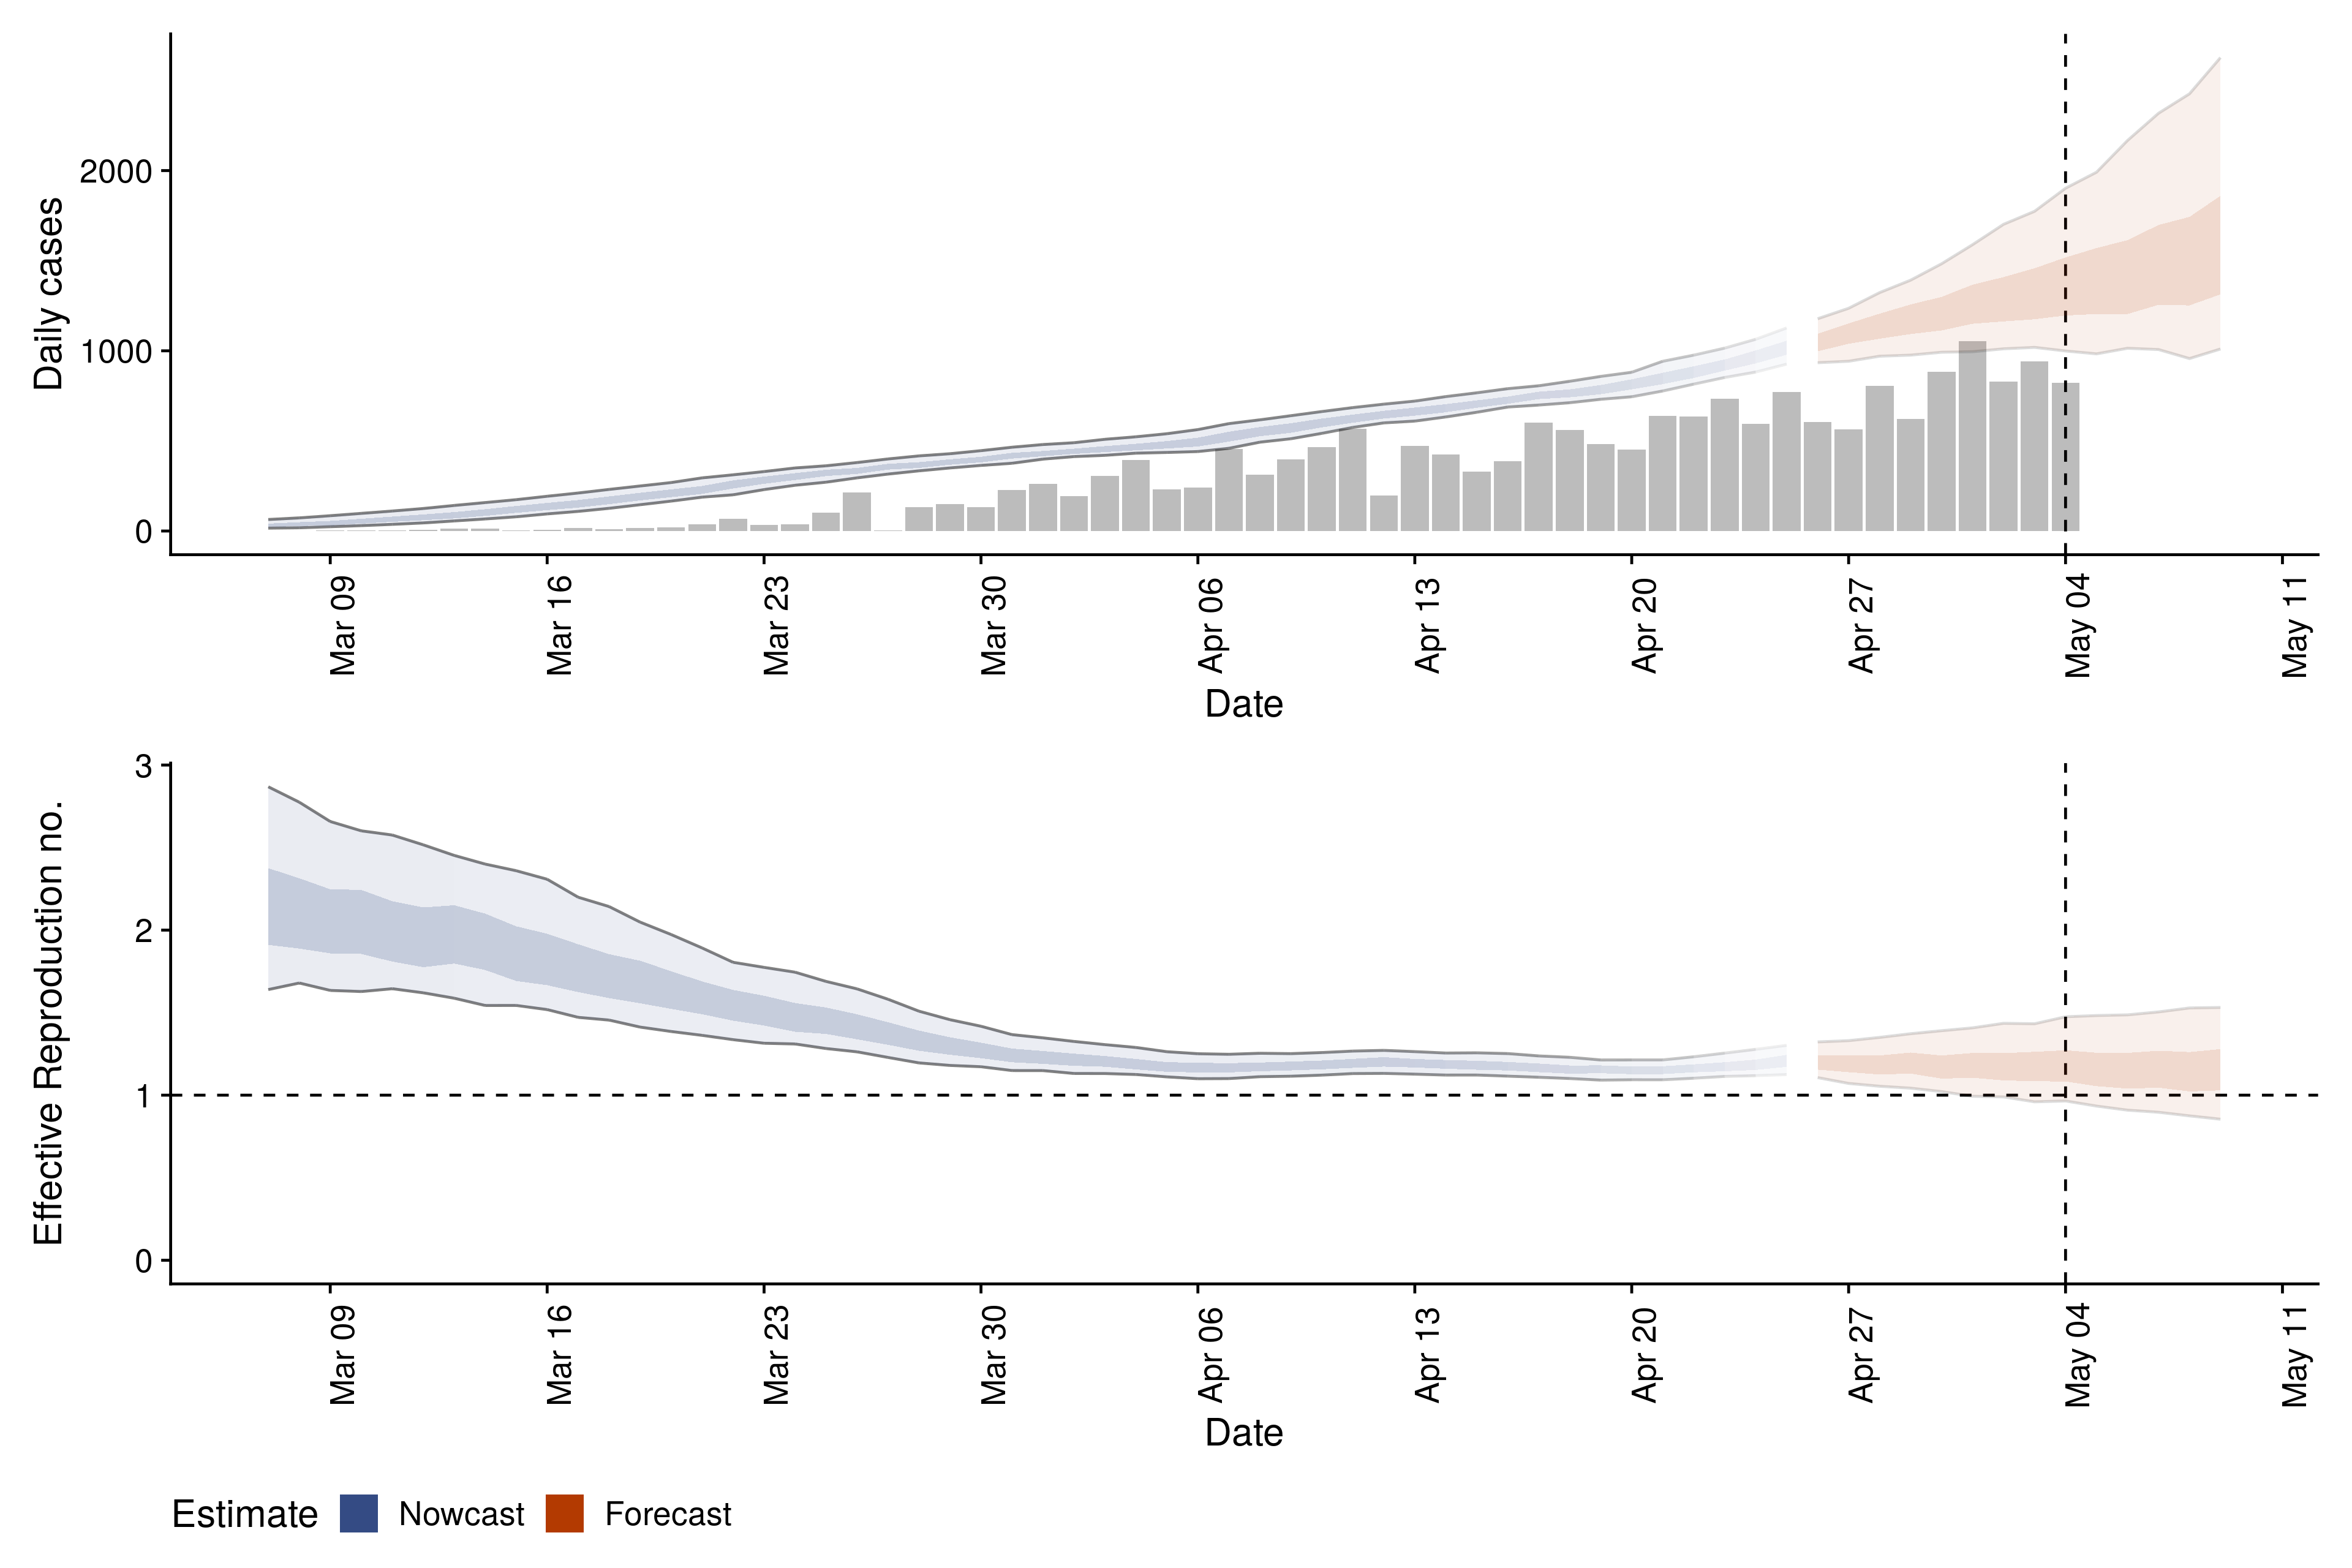 Daily cases
2000
1000
0
Mar 09 Mar 16 Mar 23 Mar 30 Apr 06 Apr 13 Apr 20 Apr 27 May 04 May 11
Date
Effective Reproduction no.
3
2
1
0
Mar 09 Mar 16 Mar 23 Mar 30 Apr 06 Apr 13 Apr 20 Apr 27 May 04 May 11
Date
Estimate Nowcast Forecast